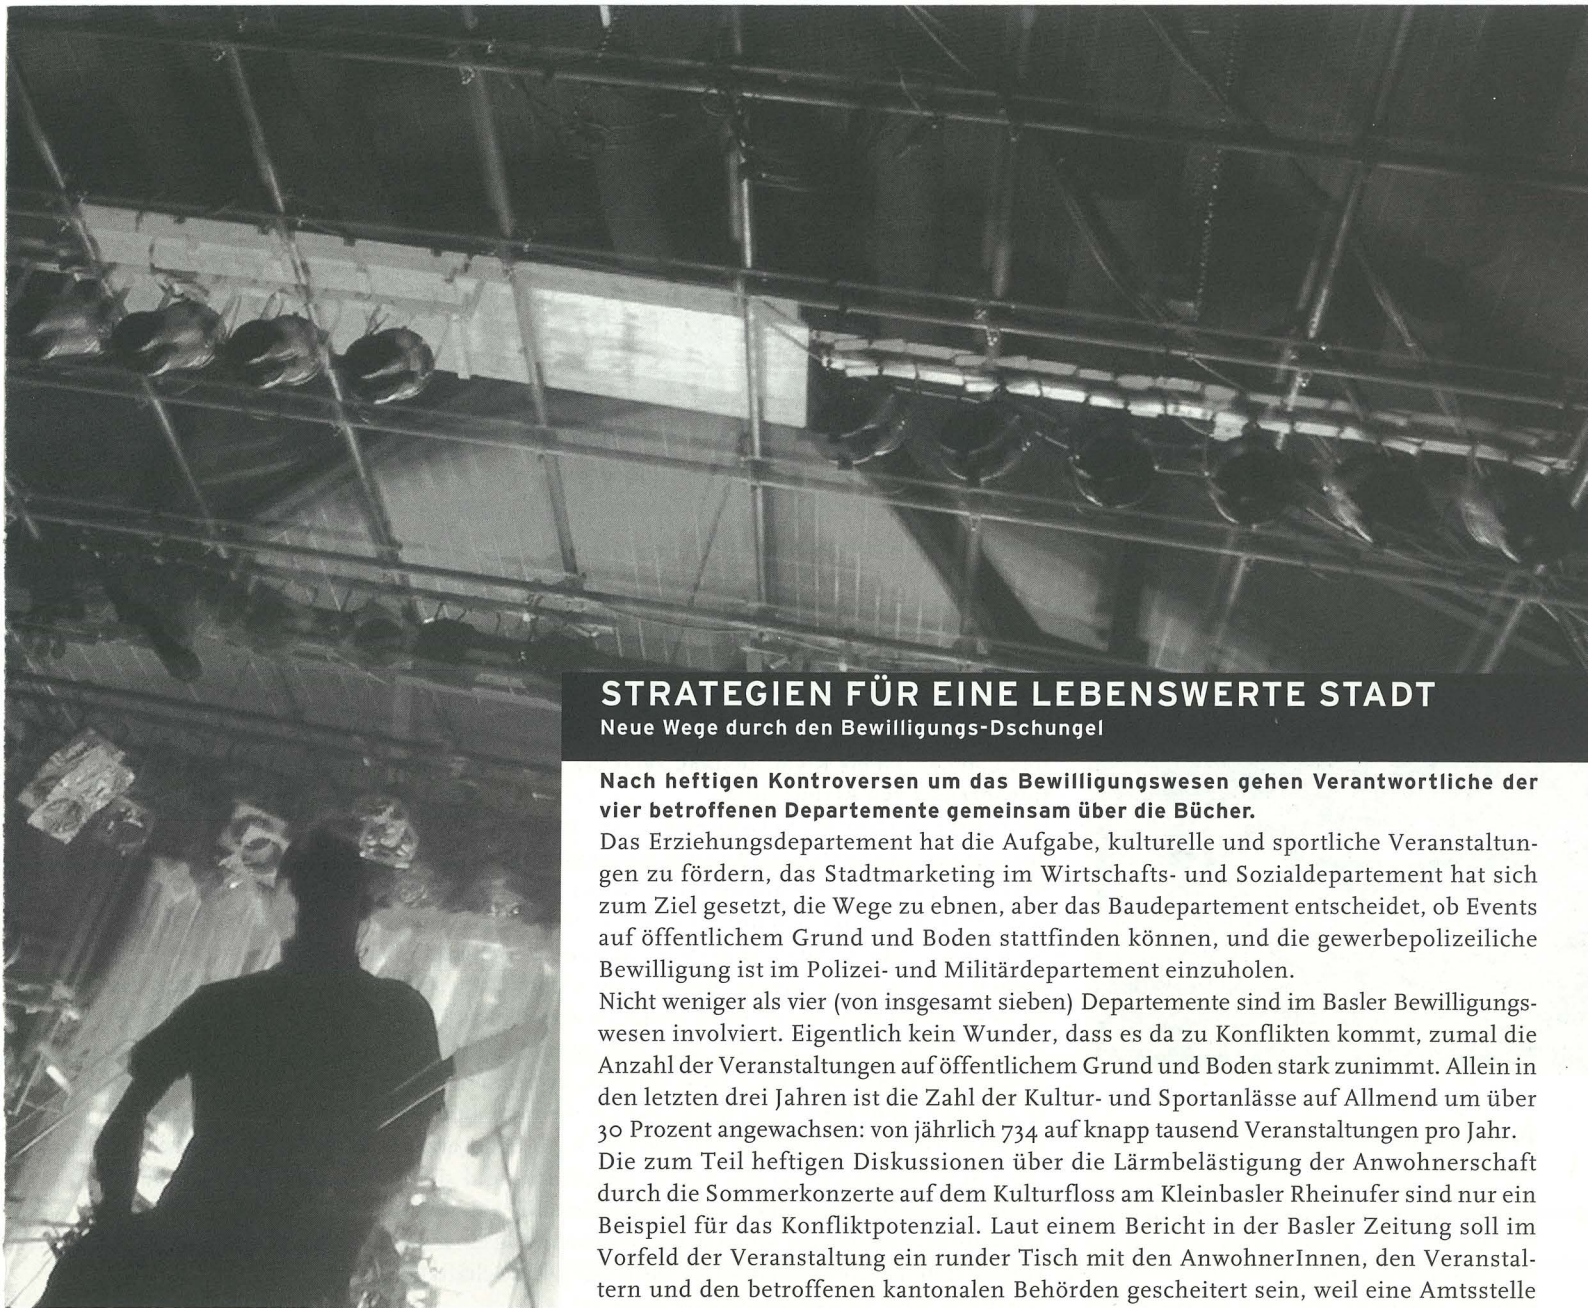 STRATEGIEN FÜR EINE LEBENSWERTE STADT
Neue Wege durch den Bewilligungs-Dschungel
Nach heftigen Kontroversen um das Bewilligungswesen gehen Verantwortliche der
vier betroffenen Departemente gemeinsam über die Bücher.
Das Erziehungsdepartement hat die Aufgabe, kulturelle und sportliche Veranstaltun-
gen zu fördern, das Stadtmarketing im Wirtschafts- und Sozialdepartement hat sich
zum Ziel gesetzt, die Wege zu ebnen, aber das Baudepartement entscheidet, ob Events
auf öffentlichem Grund und Boden stattfinden können, und die gewerbepolizeiliche
Bewilligung ist im Polizei- und Militärdepartement einzuholen.
Nicht weniger als vier (von insgesamt sieben) Departemente sind im Basler Bewilligungs-
wesen involviert. Eigentlich kein Wunder, dass es da zu Konflikten kommt, zumal die
Anzahl der Veranstaltungen auf öffentlichem Grund und Boden stark zunimmt. Allein in
den letzten drei Jahren ist die Zahl der Kultur- und Sportanlässe auf Allmend um über
30 Prozent angewachsen: von jährlich 734 auf knapp tausend Veranstaltungen pro Jahr.
Die zum Teil heftigen Diskussionen über die Lärmbelästigung der Anwohnerschaft
durch die Sommerkonzerte auf dem Kulturfloss am Kleinbasler Rheinufer sind nur ein
Beispiel für das Konfliktpotenzial. Laut einem Bericht in der Basler Zeitung soll im
Vorfeld der Veranstaltung ein runder Tisch mit den AnwohnerInnen, den Veranstal-
tern und den betroffenen kantonalen Behörden gescheitert sein, weil eine Amtsstelle